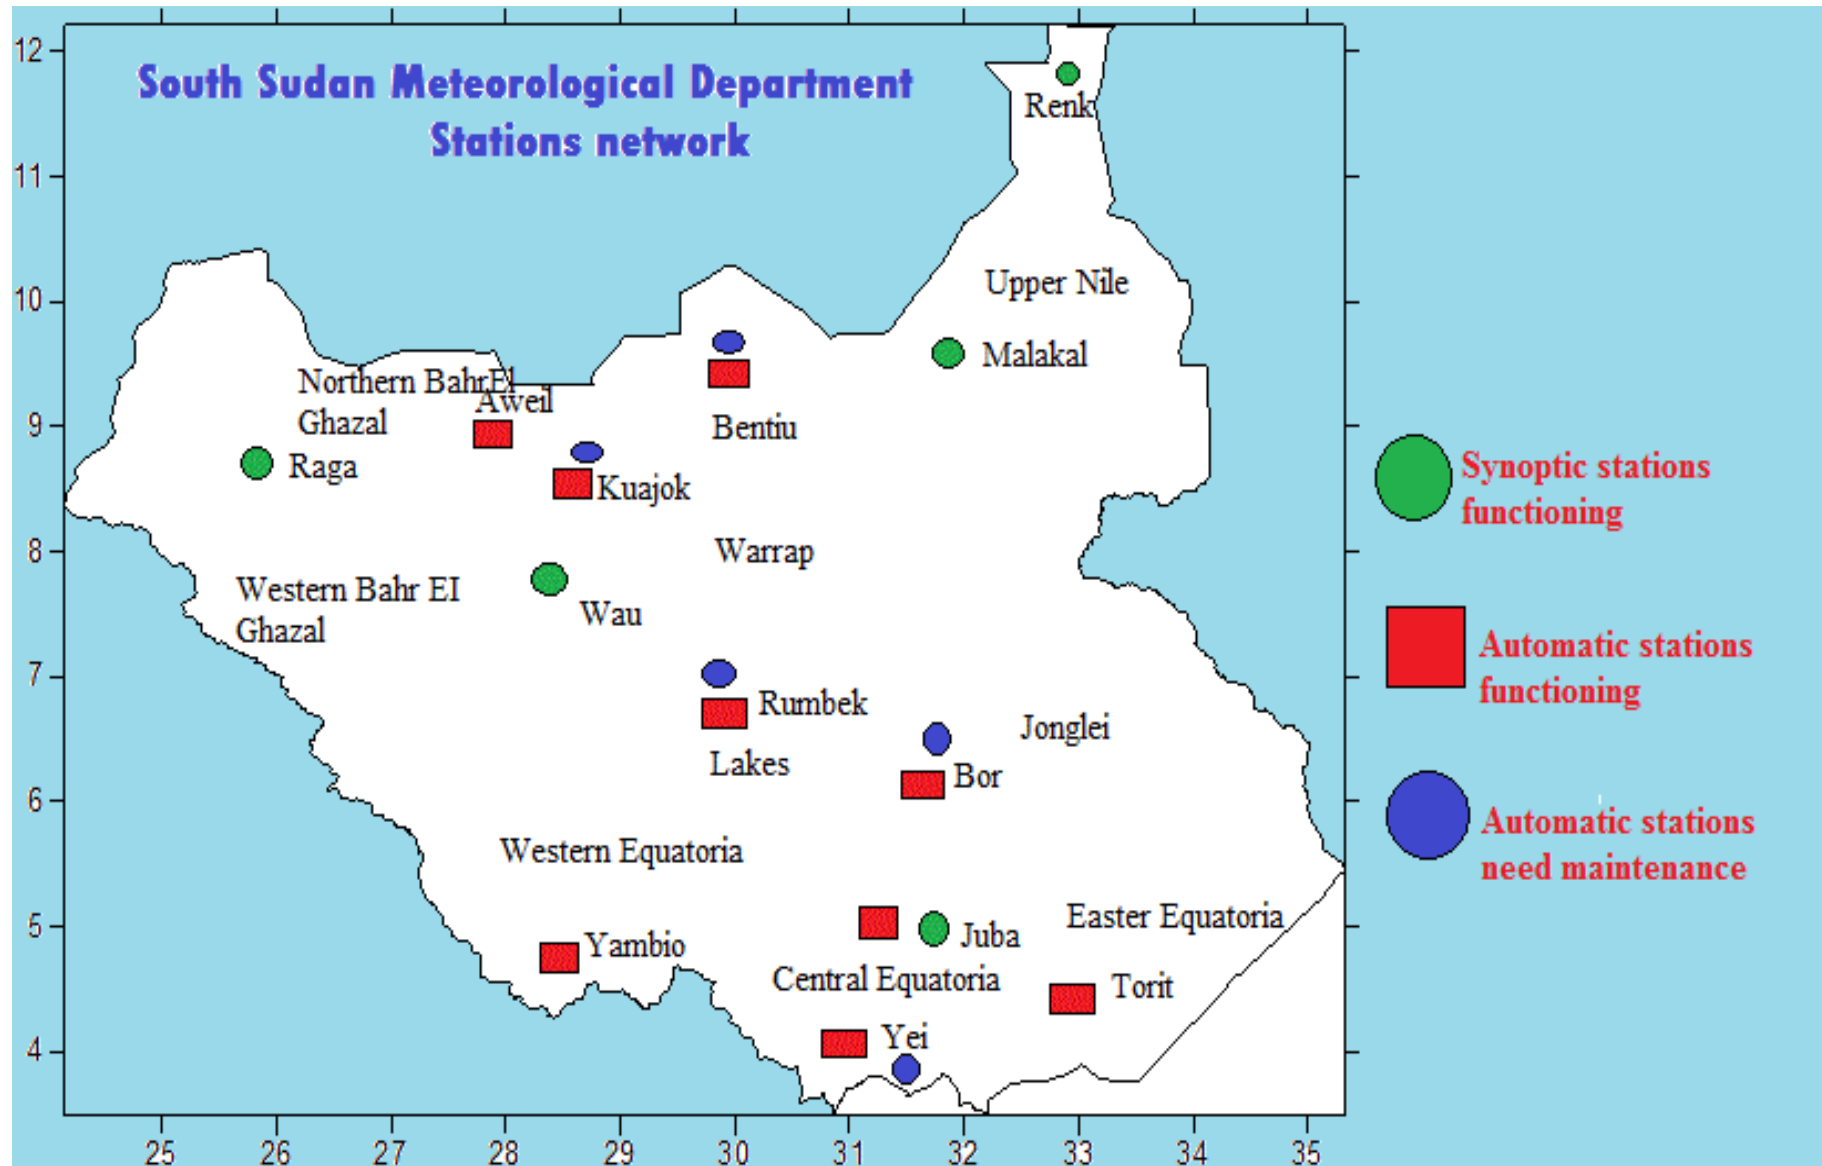 South Sudan Meteorological Department
Stations network
12
11
10
9
8
7
6
5
4
Renk
Upper Nile
Malakal
Northern BahrEl
Ghazal
Aweil
Bentiu
Raga
Kuajok
Warrap
Western Bahr EI
Ghazal
Wau
Rumbek
Lakes
Jonglei
Bor
Western Equatoria
Easter Equatoria
Juba
Yambio
Central Equatoria
Torit
Yei
25 26 27 28 29 30 31 32 33 34 35
Synoptic stations
functioning
Automatic stations
functioning
Automatic stations
need maintenance